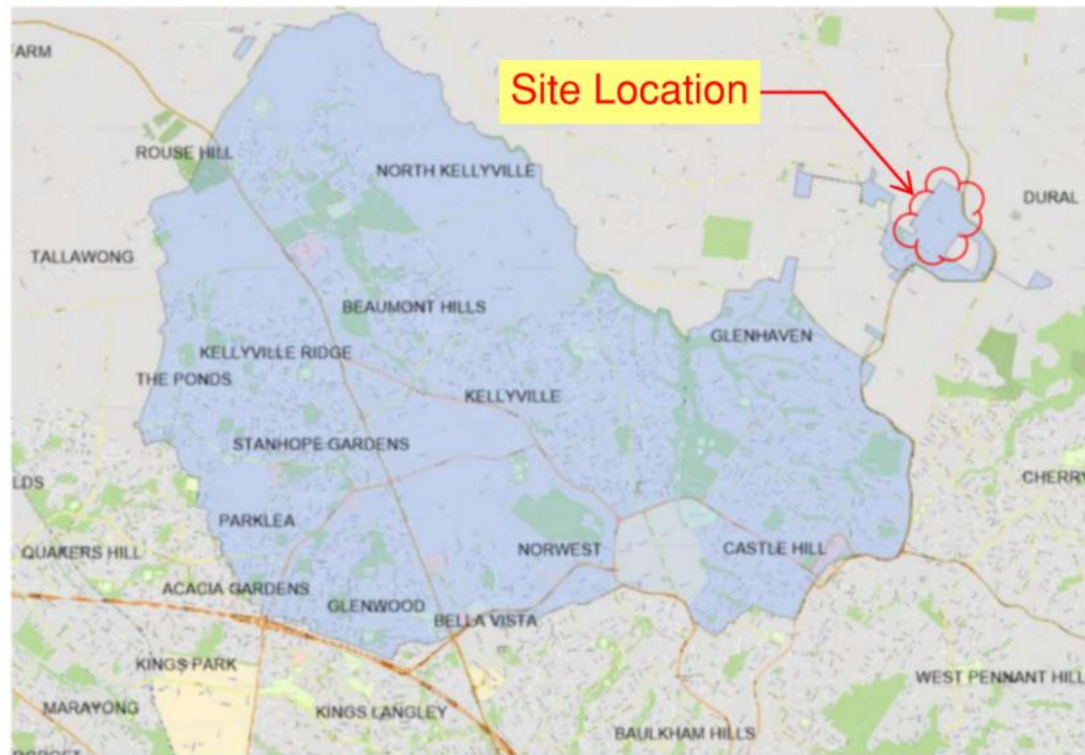 FARM
Site Location
ROUSE HILL
NORTH KELLYVILLE
DURAL
TALLAWONG
BEAUMONT HILLS
GLENHAVEN
KELLYVILLE RIDGE
THE PONDS
KELLYVILLE
STANHOPE GARDENS
LDS
CHERRY
PARKLEA
QUAKERS HILL
NORWEST
CASTLE HILL
ACACIA GARDENS
GLENWOOD
BELLA VISTA
KINGS PARK
WEST PENNANT HILL
MARAYONG
KINGS LANGLEY
BAULKHAM HILLS